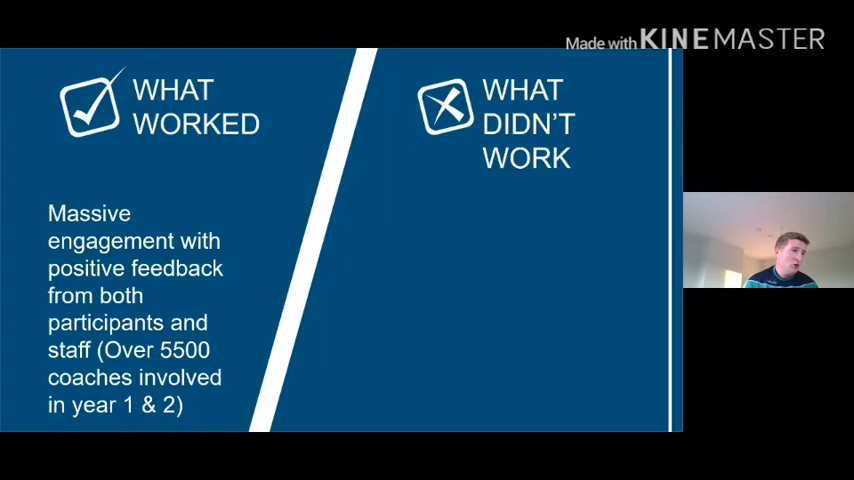 Made with KINEMASTER
WHAT
WORKED
WHAT
DIDN'T
WORK
Massive
engagement with
positive feedback
from both
participants and
staff (Over 5500
coaches involved
in year 1 & 2)